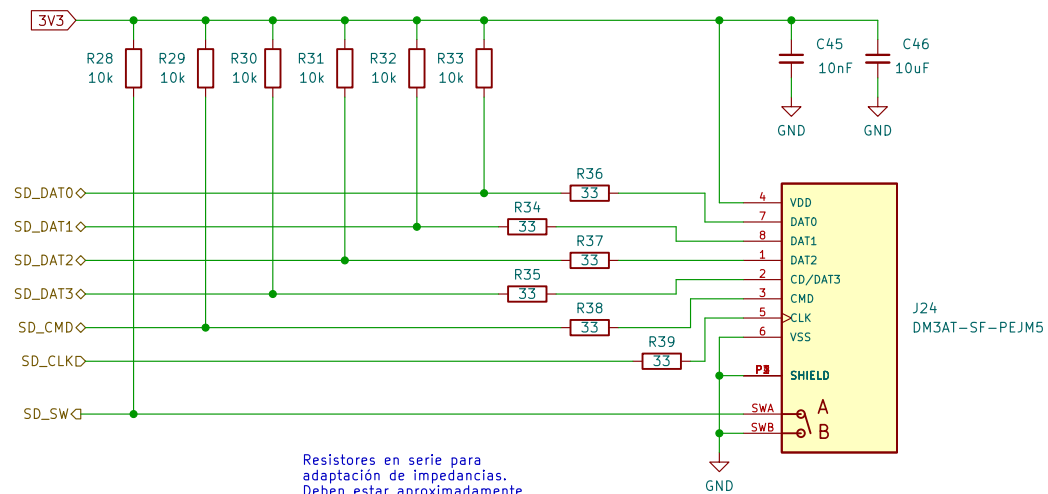 3V3
R28
10k
R29
10k
R30
10k
R31
10k
R32
10k
R33
10k
C45
10nF
C46
10uF
GND
GND
SD_DAT0
R36
33
SD_DAT1
R34
33
SD_DAT2
R37
33
SD_DAT3
R35
33
SD_CMD
R38
33
SD_CLK
R39
33
SD_SW
4 VDD
7 DAT0
8 DAT1
1 DAT2
2 CD/DAT3
3 CMD
5 CLK
6 VSS
SHIELD
SWA A
SWB B
J24
DM3AT-SF-PEJM5
GND
Resistores en serie para
adaptación de impedancias.
Deben estar aproximadamente